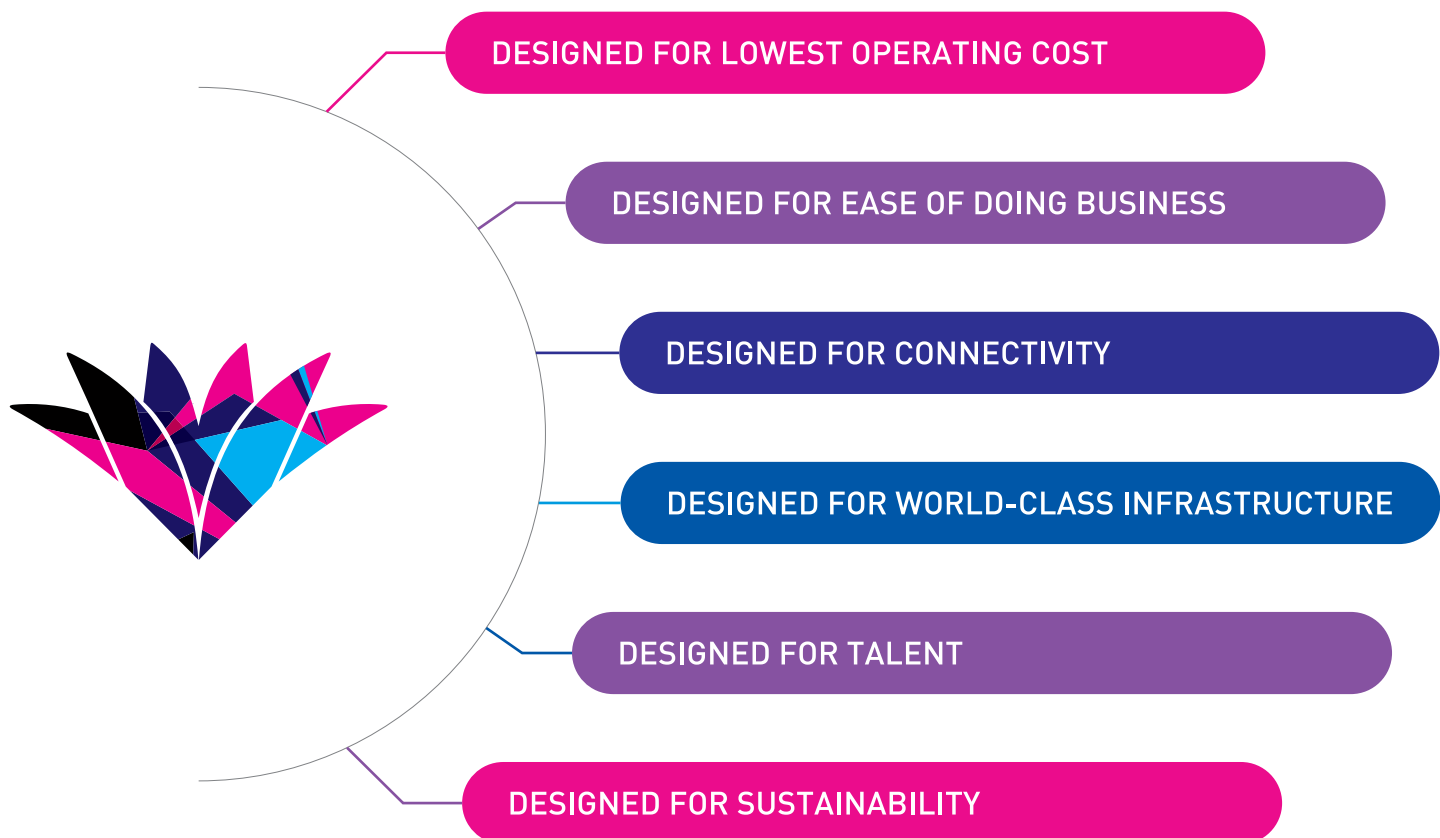 DESIGNED FOR LOWEST OPERATING COST
DESIGNED FOR EASE OF DOING BUSINESS
DESIGNED FOR CONNECTIVITY
DESIGNED FOR WORLD-CLASS INFRASTRUCTURE
DESIGNED FOR TALENT
DESIGNED FOR SUSTAINABILITY